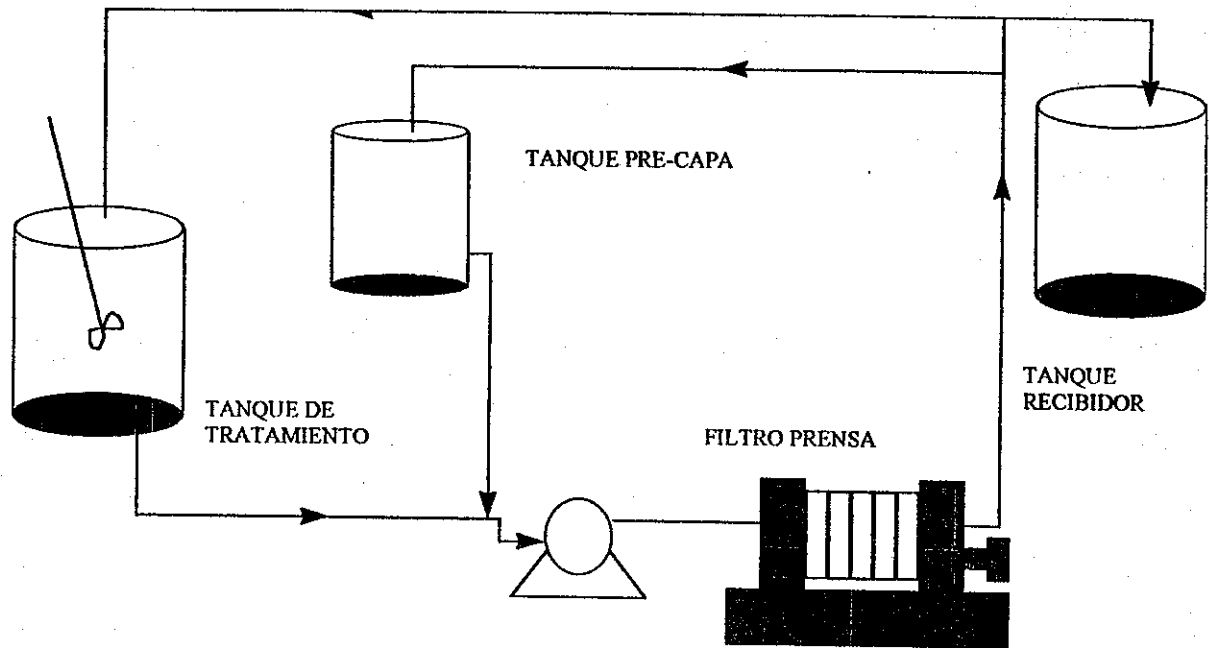 TANQUE PRE-CAPA
TANQUE
RECIBIDOR
TANQUE DE
TRATAMIENTO
FILTRO PRENSA